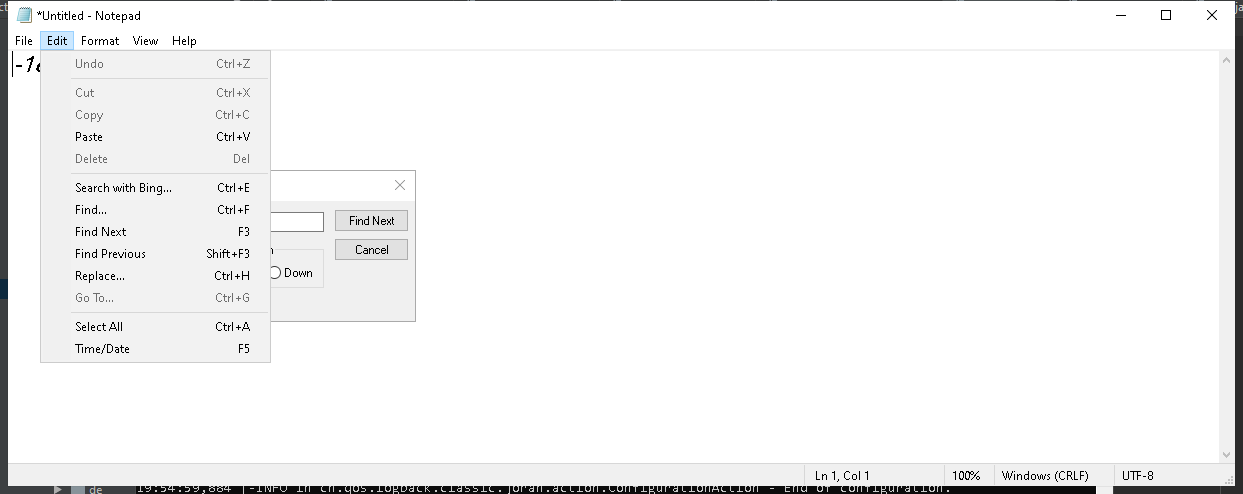 *Untitled - Notepad
File Edit Format View Help
Undo Ctrl+Z
Cut Ctrl+X
Copy Ctrl+C
Paste Ctrl+V
Delete Del
Search with Bing... Ctrl+E
Find... Ctrl+F
Find Next F3
Find Previous Shift+F3
Replace... Ctrl+H
Go To... Ctrl+G
Select All Ctrl+A
Time/Date F5
Find Next
Cancel
Down
Ln 1, Col 1 100% Windows (CRLF) UTF-8
de 19:54:59,884 |-INFO in ch.qos.logback.classic.joran.action.ConfigurationAction - End of configuration.